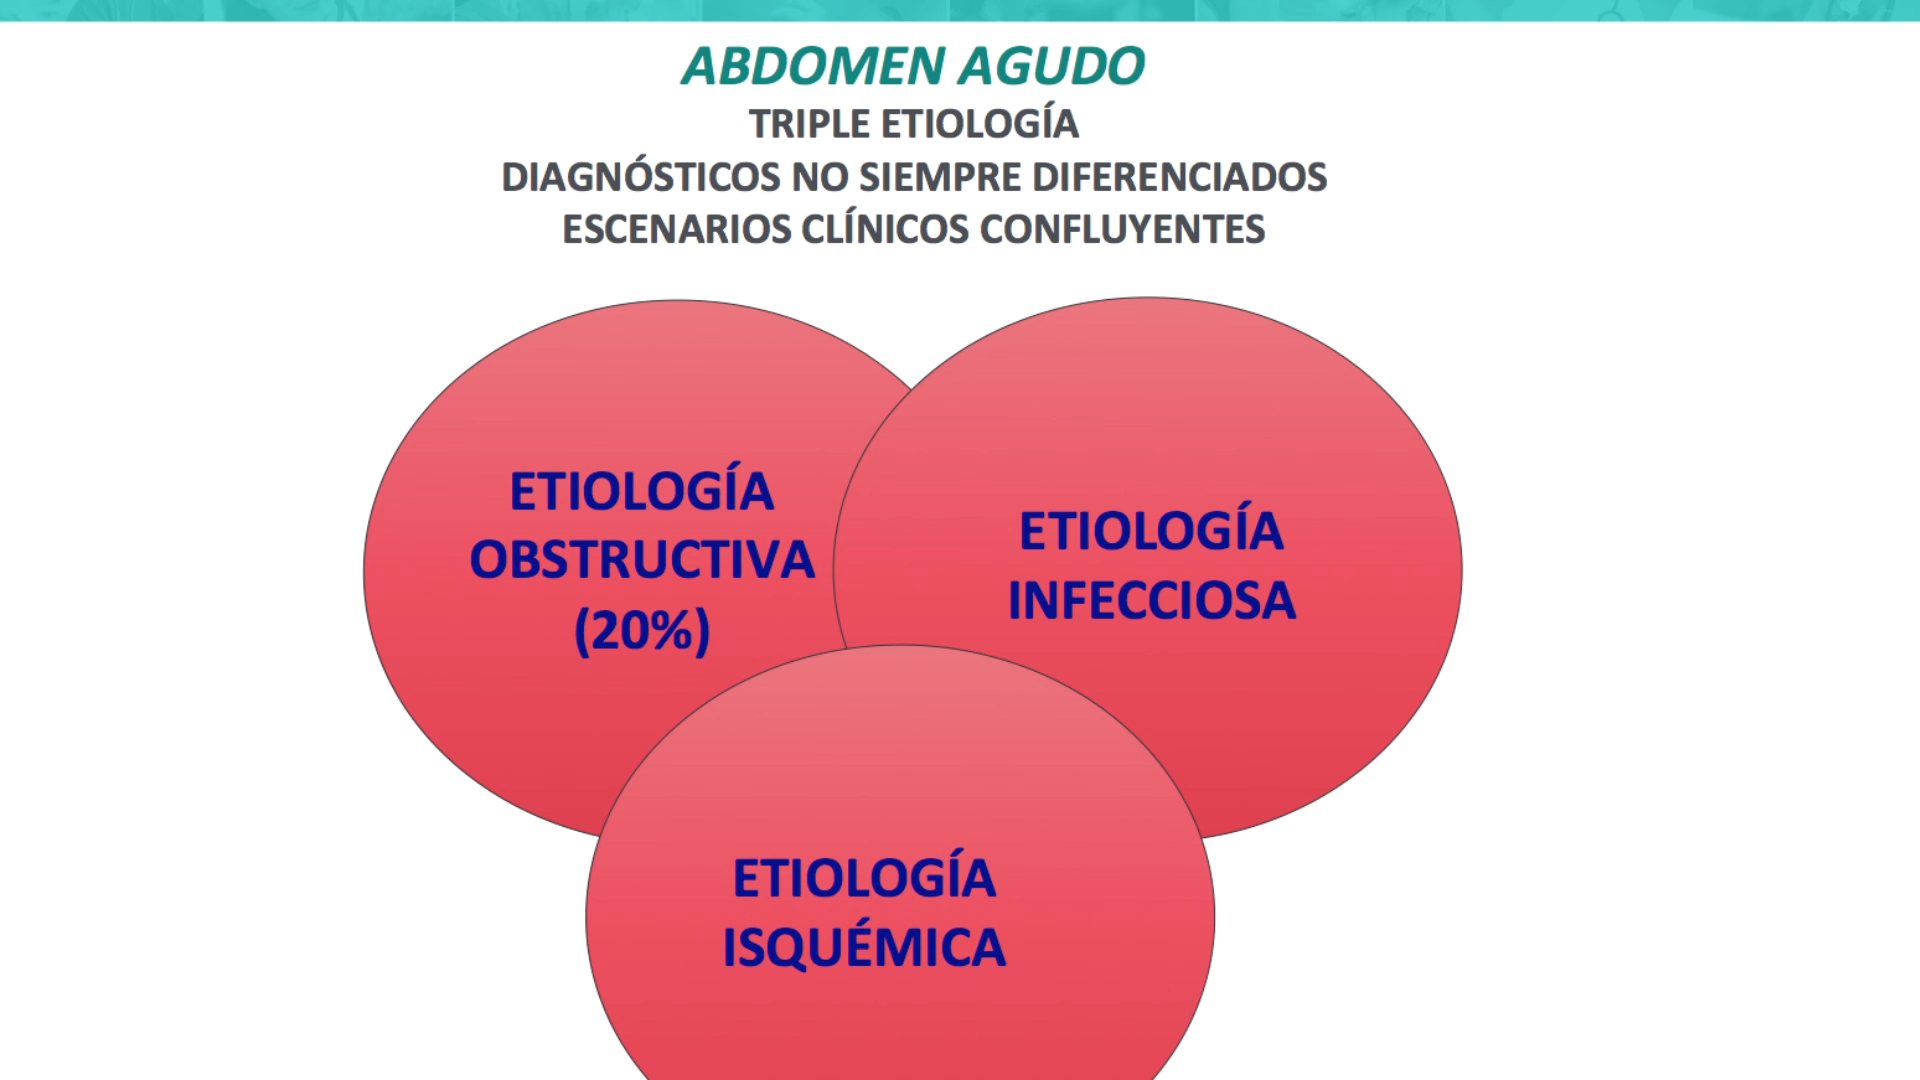 ABDOMEN AGUDO
TRIPLE ETIOLOGÍA
DIAGNÓSTICOS NO SIEMPRE DIFERENCIADOS
ESCENARIOS CLÍNICOS CONFLUYENTES
ETIOLOGÍA
OBSTRUCTIVA
(20%)
ETIOLOGÍA
INFECCIOSA
ETIOLOGÍA
ISQUÉMICA